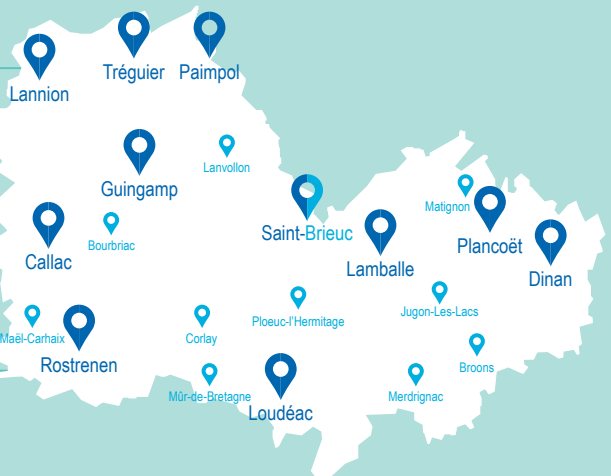 Tréguier
Paimpol
Lannion
Lanvollon
Guingamp
Matignon
Saint-Brieuc
Bourbriac
Plancoët
Callac
Lamballe
Dinan
Jugon-Les-Lacs
Ploeuc-l'Hermitage
Maël-Carhaix
Corlay
Rostrenen
Broons
Mûr-de-Bretagne
Merdrignac
Loudéac